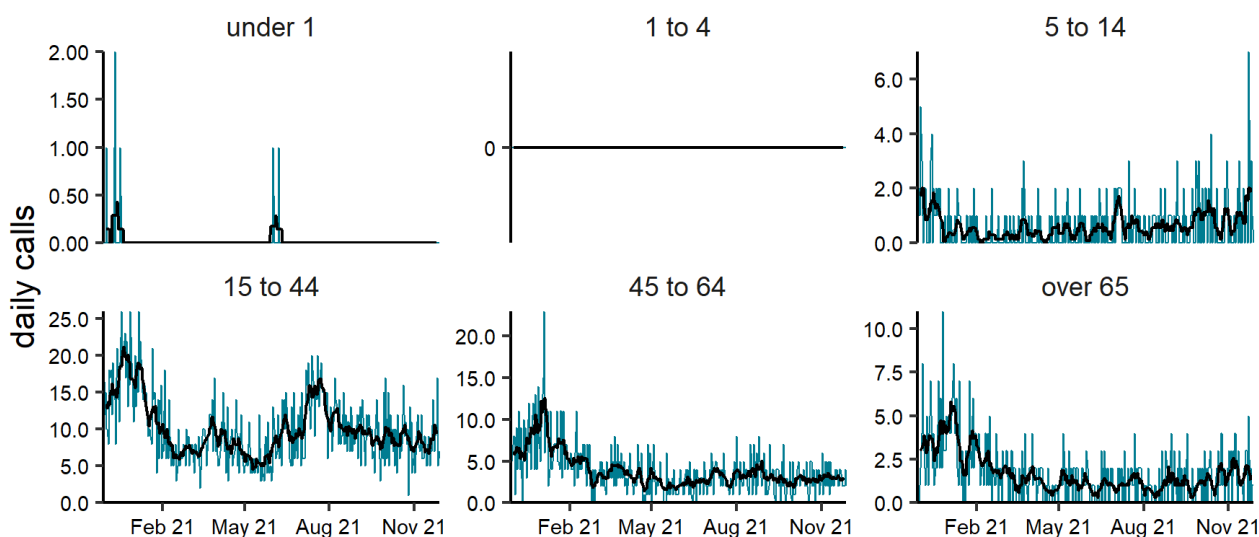 under 1
1 to 4
5 to 14
2.00
1.50
1.00
0.50
0.00
0
6.0
4.0
2.0
0.0
daily calls
15 to 44
45 to 64
over 65
25.0
20.0
15.0
10.0
5.0
0.0
20.0
15.0
10.0
5.0
0.0
10.0
7.5
5.0
2.5
0.0
Feb 21
May 21
Aug 21
Nov 21
Feb 21
May 21
Aug 21
Nov 21
Feb 21
May 21
Aug 21
Nov 21